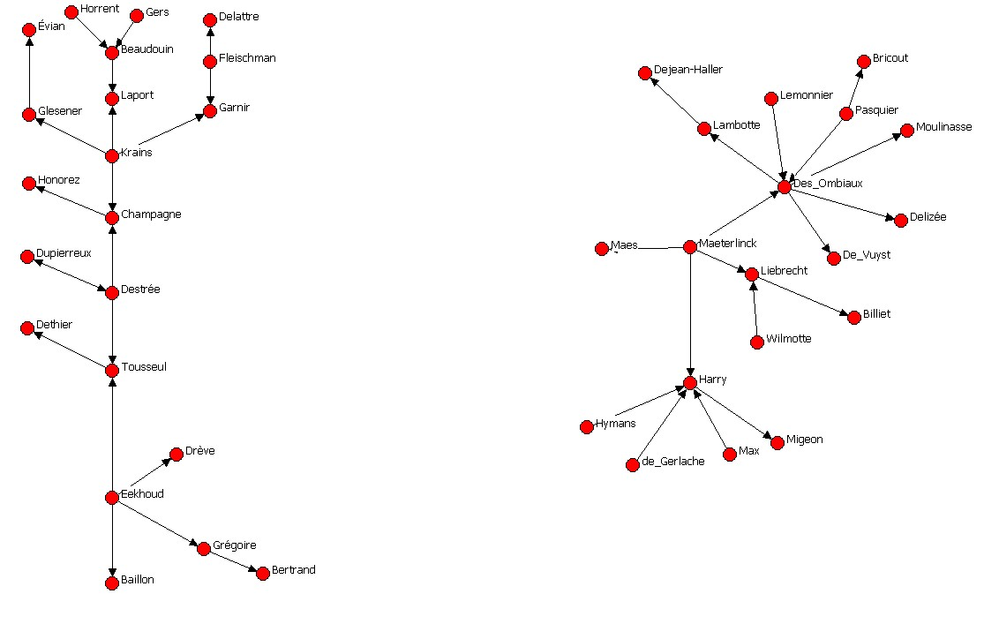 Horrent
Gers
Évian
Delattre
Beaudouin
Fleischman
Laport
Glesener
Garnir
Krains
Honorez
Champagne
Dupierreux
Destrée
Dethier
Tousseul
Drève
Eekhoud
Grégoire
Bertrand
Baillon
Bricout
Dejean-Haller
Lemonnier
Pasquier
Lambotte
Moulinasse
Des_Ombiaux
Delizée
Maes
Maeterlinck
De_Vuyst
Liebrecht
Billiet
Wilmotte
Harry
Hymans
Migeon
de_Gerlache
Max